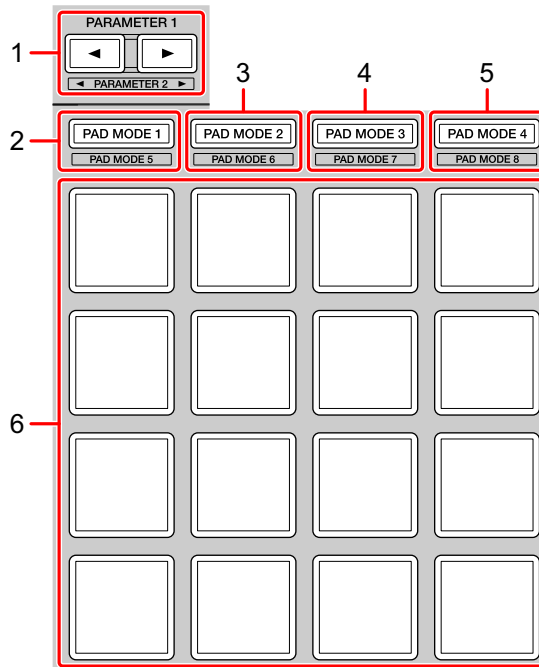 PARAMETER 1
1
◄ ►
◄ PARAMETER 2 ►
3 4 5
2
PAD MODE 1 PAD MODE 2 PAD MODE 3 PAD MODE 4
PAD MODE 5 PAD MODE 6 PAD MODE 7 PAD MODE 8
6